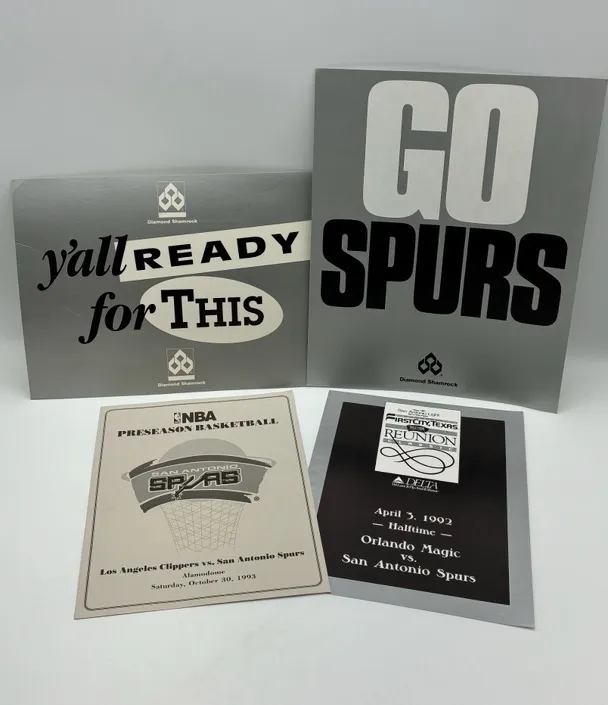 Diamond Shamrock
y'all READY
for THIS
Diamond Shamrock
GO
SPURS
Diamond Shamrock
NBA
PRESEASON BASKETBALL
SAN ANTONIO
SPURS
®
Los Angeles Clippers vs. San Antonio Spurs
Alamodome
Saturday, October 30, 1993
FIRST CITY, TEXAS
REUNION
CLASSIC
DELTA
April 3, 1992
— Halftime —
Orlando Magic
vs.
San Antonio Spurs